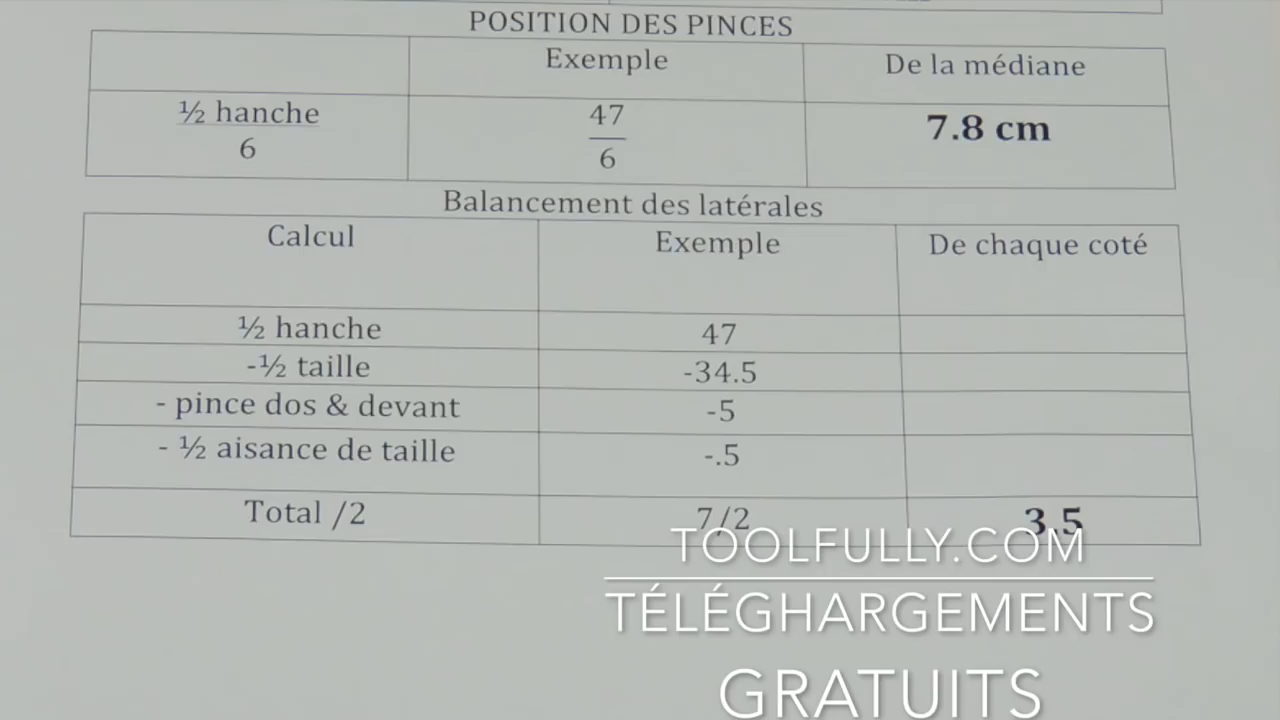 POSITION DES PINCES
Exemple De la médiane
½ hanche 47 7.8 cm
6 6
Balancement des latérales
Calcul Exemple De chaque coté
½ hanche 47
-½ taille -34.5
- pince dos & devant -5
- ½ aisance de taille -.5
Total /2 7/2 3.5
TOOLFULLY.COM
TÉLÉGHARGEMENTS
GRATUITS